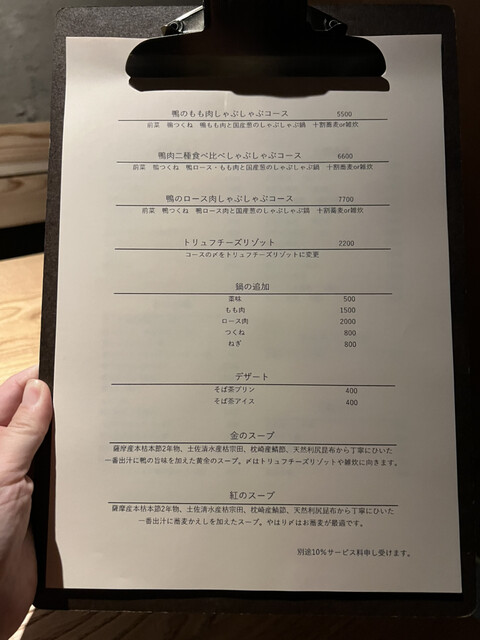 鴨のもも肉しゃぶしゃぶコース 5500
前菜 鴨つくね 鴨もも肉と国産葱のしゃぶしゃぶ鍋 十割蕎麦or雑炊
鴨肉二種食べ比べしゃぶしゃぶコース 6600
前菜 鴨つくね 鴨ロース・もも肉と国産葱のしゃぶしゃぶ鍋 十割蕎麦or雑炊
鴨のロース肉しゃぶしゃぶコース 7700
前菜 鴨つくね 鴨ロース肉と国産葱のしゃぶしゃぶ鍋 十割蕎麦or雑炊
トリュフチーズリゾット 2200
コースの〆をトリュフチーズリゾットに変更
鍋の追加
薬味 500
もも肉 1500
ロース肉 2000
つくね 800
ねぎ 800
デザート
そば茶プリン 400
そば茶アイス 400
金のスープ
薩摩産本枯本節2年物、土佐清水産枯宗田、枕崎産鯖節、天然利尻昆布から丁寧にひいた
一番出汁に鴨の旨味を加えた黄金のスープ。〆はトリュフチーズリゾットや雑炊に向きます。
紅のスープ
薩摩産本枯本節2年物、土佐清水産枯宗田、枕崎産鯖節、天然利尻昆布から丁寧にひいた
一番出汁に蕎麦かえしを加えたスープ。やはり〆はお蕎麦が最適です。
別途10%サービス料申し受けます。